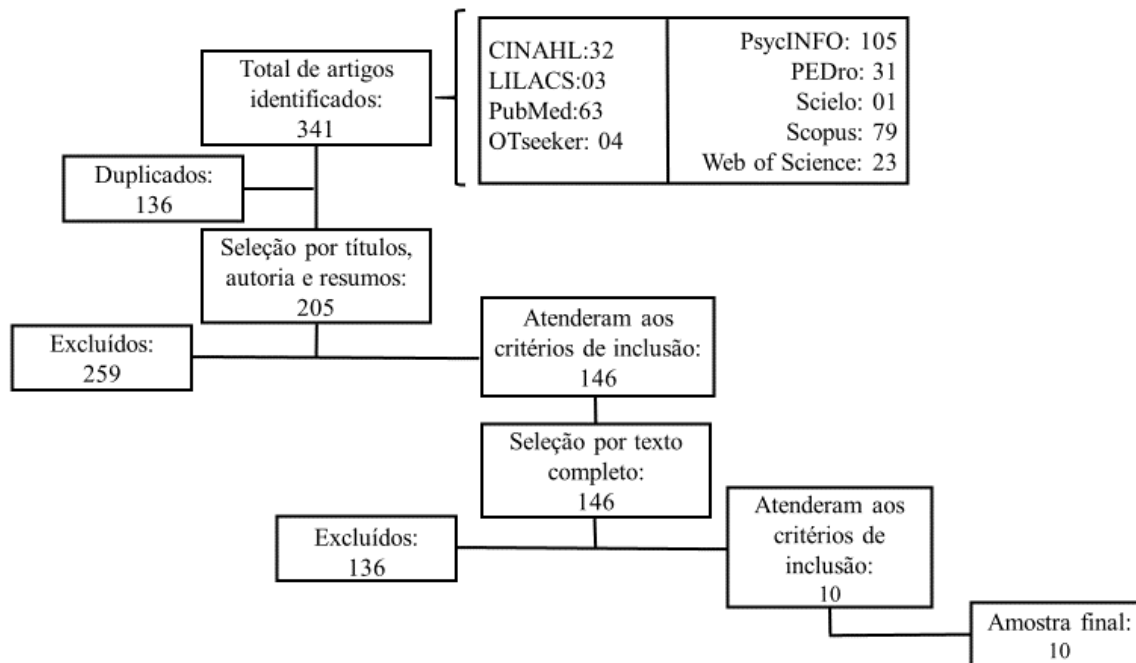 Total de artigos
identificados:
341
CINAHL:32
LILACS:03
PubMed:63
OTseeker: 04
PsycINFO: 105
PEDro: 31
Scielo: 01
Scopus: 79
Web of Science: 23
Duplicados:
136
Seleção por títulos,
autoria e resumos:
205
Excluídos:
259
Atenderam aos
critérios de inclusão:
146
Seleção por texto
completo:
146
Excluídos:
136
Atenderam aos
critérios de
inclusão:
10
Amostra final:
10